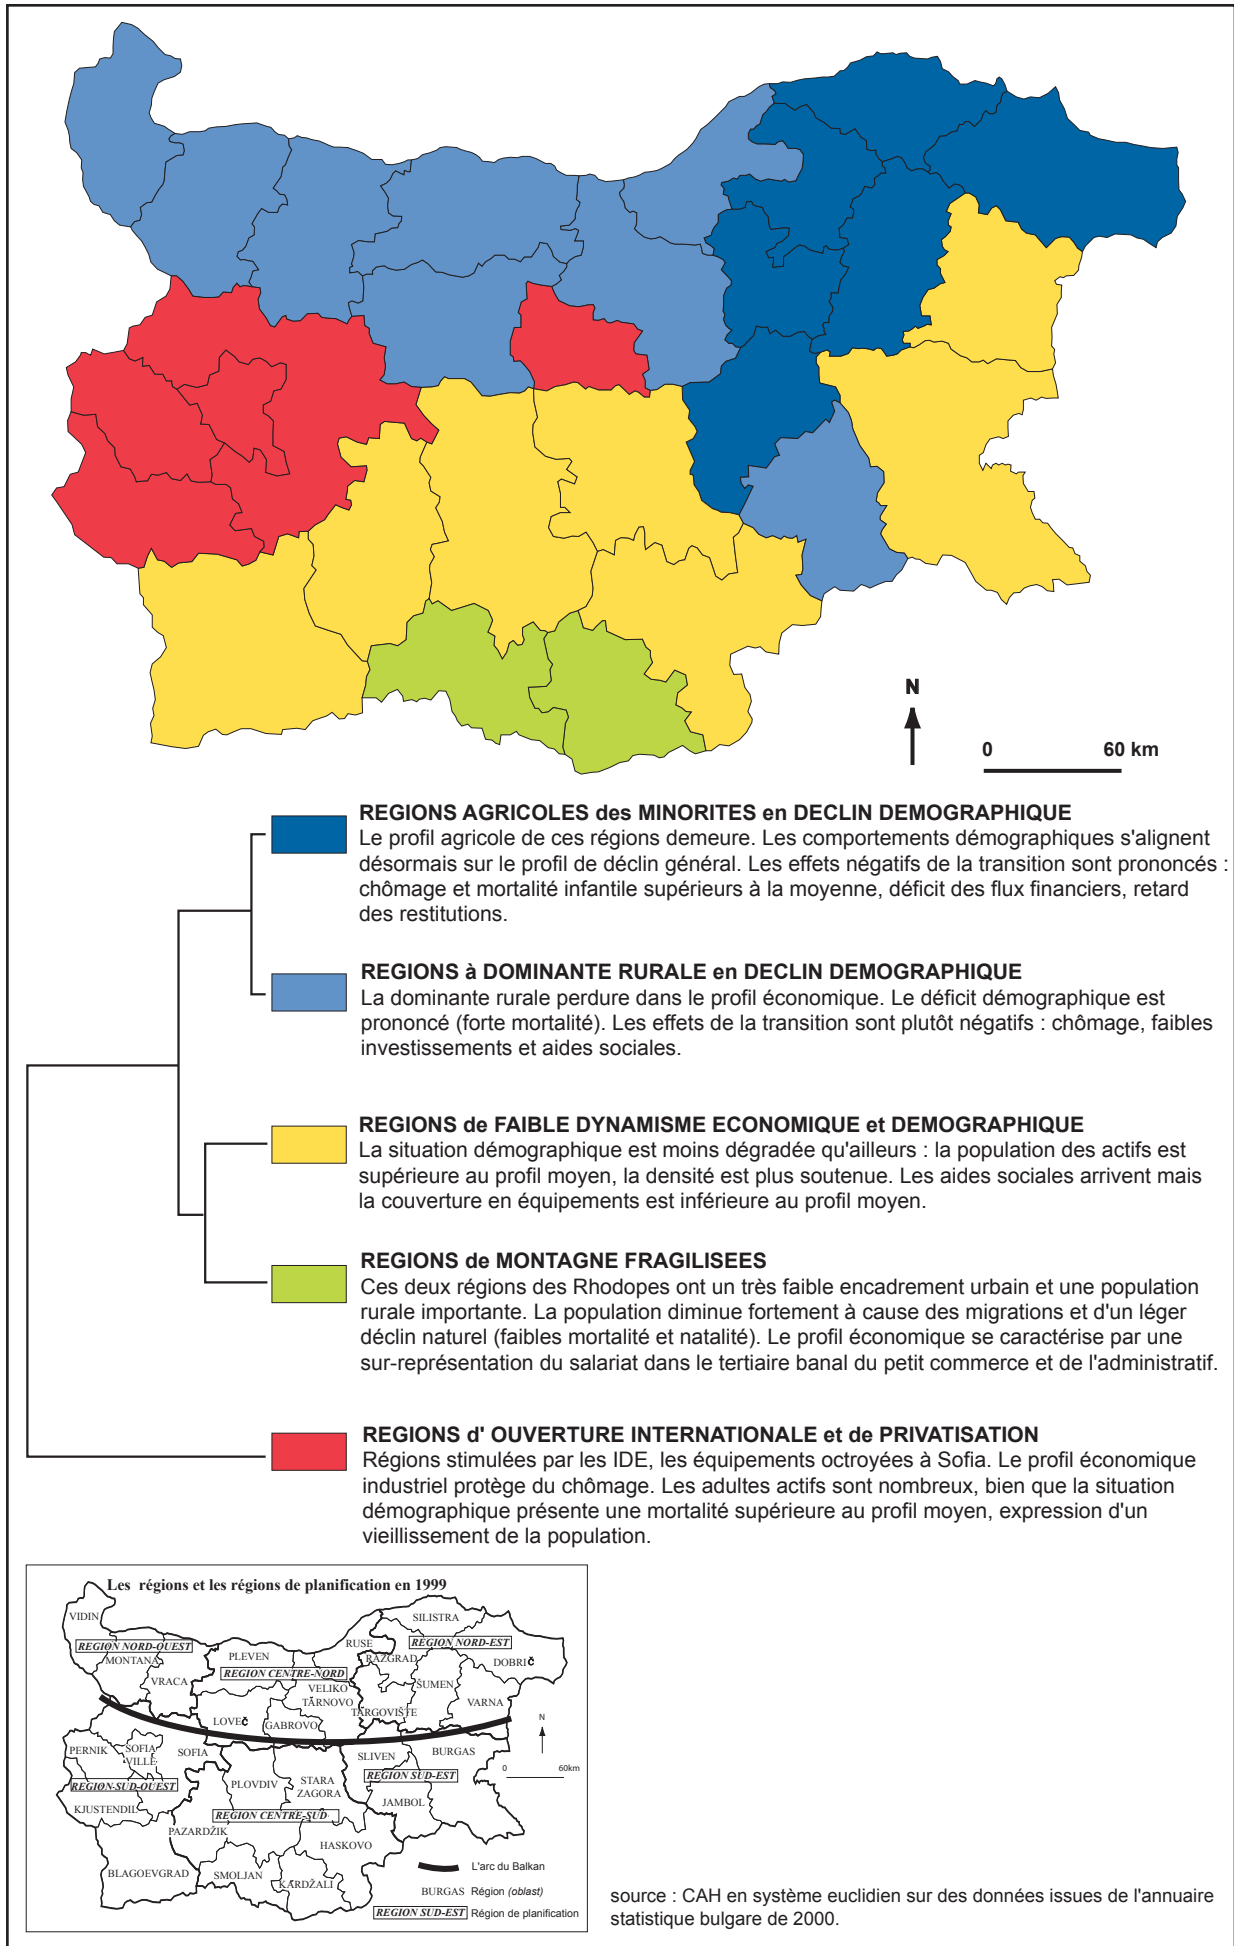 N
0 60 km
REGIONS AGRICOLES des MINORITES en DECLIN DEMOGRAPHIQUE
Le profil agricole de ces régions demeure. Les comportements démographiques s'alignent
désormais sur le profil de déclin général. Les effets négatifs de la transition sont prononcés :
chômage et mortalité infantile supérieurs à la moyenne, déficit des flux financiers, retard
des restitutions.
REGIONS à DOMINANTE RURALE en DECLIN DEMOGRAPHIQUE
La dominante rurale perdure dans le profil économique. Le déficit démographique est
prononcé (forte mortalité). Les effets de la transition sont plutôt négatifs : chômage, faibles
investissements et aides sociales.
REGIONS de FAIBLE DYNAMISME ECONOMIQUE et DEMOGRAPHIQUE
La situation démographique est moins dégradée qu'ailleurs : la population des actifs est
supérieure au profil moyen, la densité est plus soutenue. Les aides sociales arrivent mais
la couverture en équipements est inférieure au profil moyen.
REGIONS de MONTAGNE FRAGILISEES
Ces deux régions des Rhodopes ont un très faible encadrement urbain et une population
rurale importante. La population diminue fortement à cause des migrations et d'un léger
déclin naturel (faibles mortalité et natalité). Le profil économique se caractérise par une
sur-représentation du salariat dans le tertiaire banal du petit commerce et de l'administratif.
REGIONS d' OUVERTURE INTERNATIONALE et de PRIVATISATION
Régions stimulées par les IDE, les équipements octroyées à Sofia. Le profil économique
industriel protège du chômage. Les adultes actifs sont nombreux, bien que la situation
démographique présente une mortalité supérieure au profil moyen, expression d'un
vieillissement de la population.
Les régions et les régions de planification en 1999
VIDIN
SILISTRA
REGION NORD-OUEST
RUSE
REGION NORD-EST
MONTANA
PLEVEN
RAZGRAD
DOBRIČ
REGION CENTRE-NORD
VRACA
VELIKO
TĂRNOVO
ŠUMEN
VARNA
LOVEČ
GABROVO
TĂRGOVIŠTE
N
PERNIK
SOFIA
VILLE
SOFIA
SLIVEN
BURGAS
0 60km
REGION SUD-OUEST
PLOVDIV
STARA
ZAGORA
REGION SUD-EST
KJUSTENDIL
REGION CENTRE-SUD
JAMBOL
PAZARDŽIK
HASKOVO
BLAGOEVGRAD
SMOLJAN
KĂRDŽALI
L'arc du Balkan
BURGAS Région (oblast)
REGION SUD-EST Région de planification
source : CAH en système euclidien sur des données issues de l'annuaire
statistique bulgare de 2000.